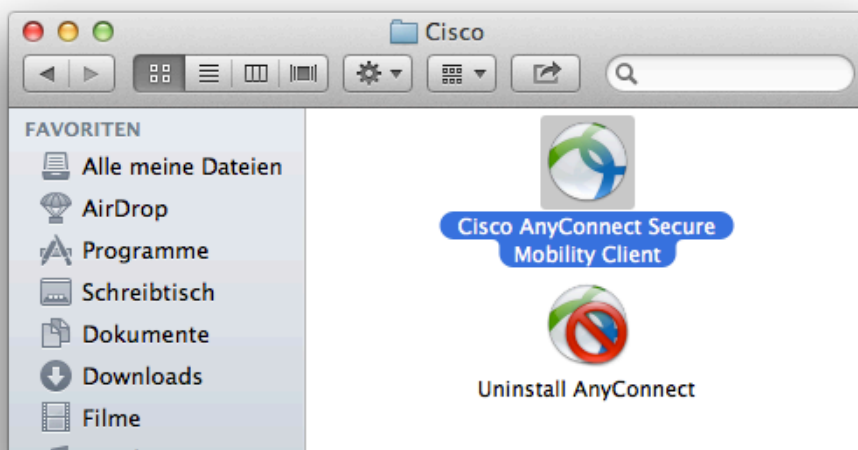 Cisco
FAVORITEN
Alle meine Dateien
AirDrop
Programme
Schreibtisch
Dokumente
Downloads
Filme
Cisco AnyConnect Secure
Mobility Client
Uninstall AnyConnect